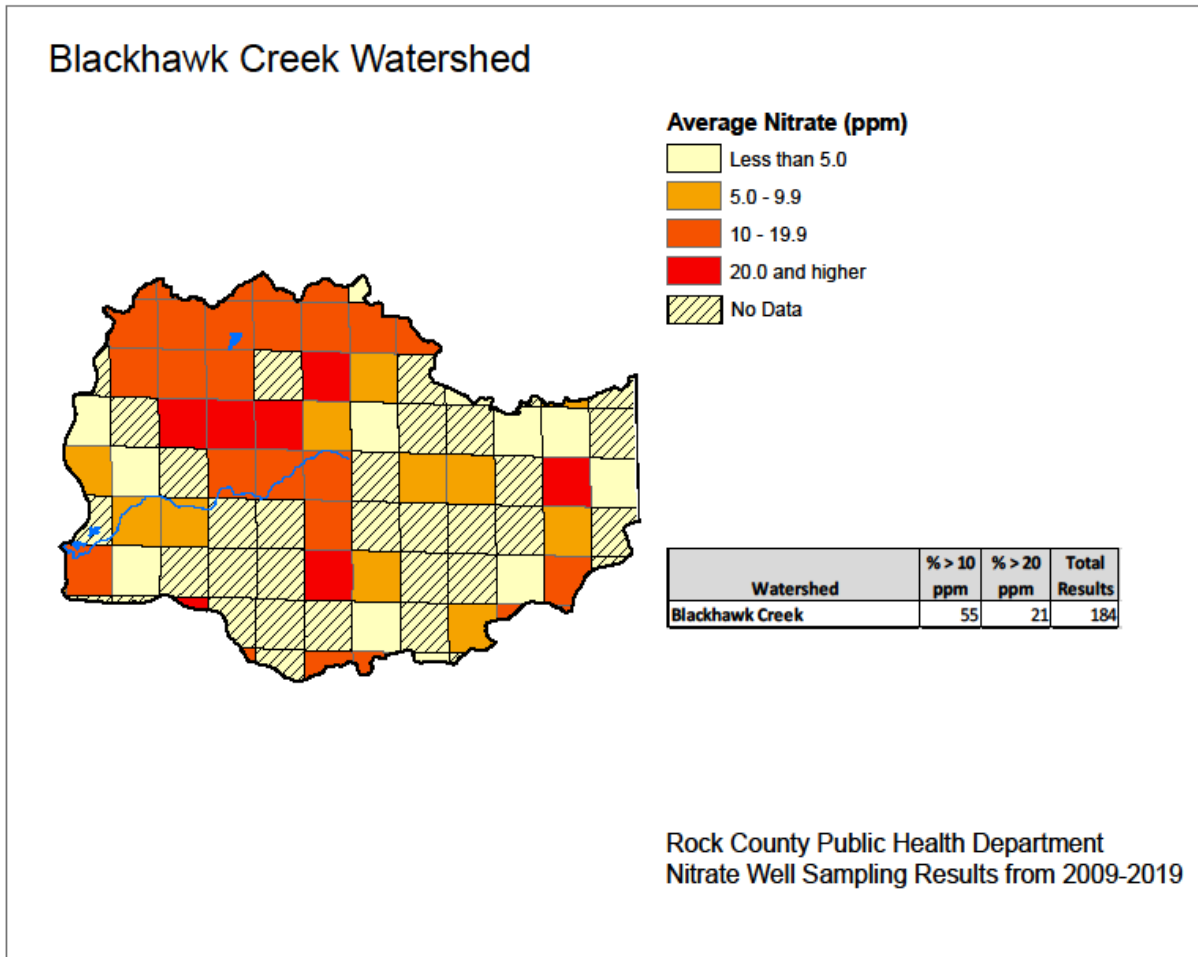 Blackhawk Creek Watershed
Average Nitrate (ppm)
Less than 5.0
5.0 - 9.9
10 - 19.9
20.0 and higher
No Data
Watershed % > 10 ppm % > 20 ppm Total Results
Blackhawk Creek 55 21 184
Rock County Public Health Department
Nitrate Well Sampling Results from 2009-2019